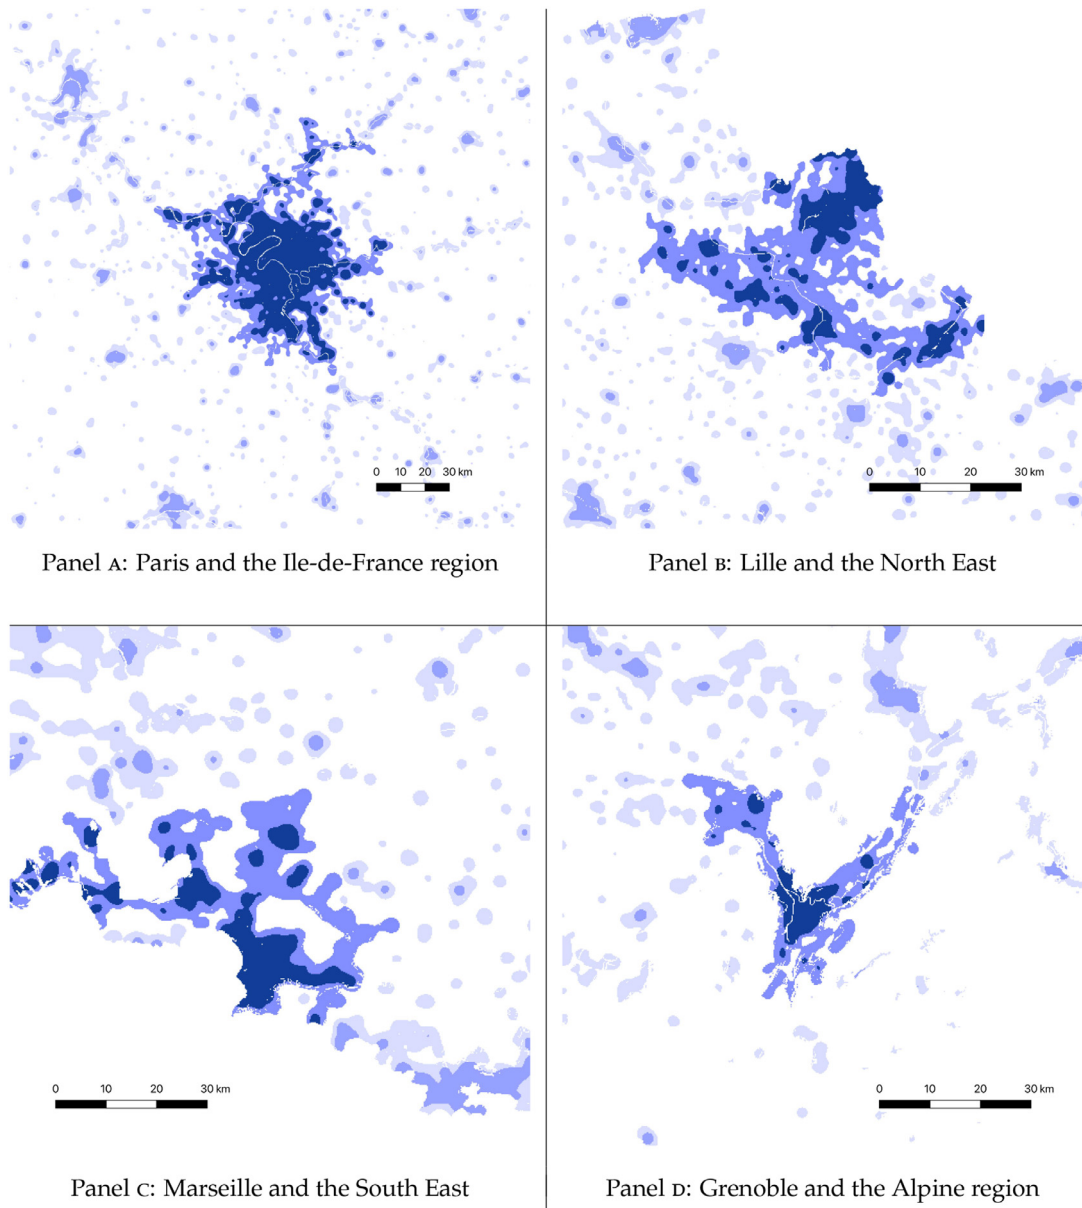 0 10 20 30 km
0 10 20 30 km
Panel A: Paris and the Ile-de-France region
Panel B: Lille and the North East
0 10 20 30 km
0 10 20 30 km
Panel C: Marseille and the South East
Panel D: Grenoble and the Alpine region